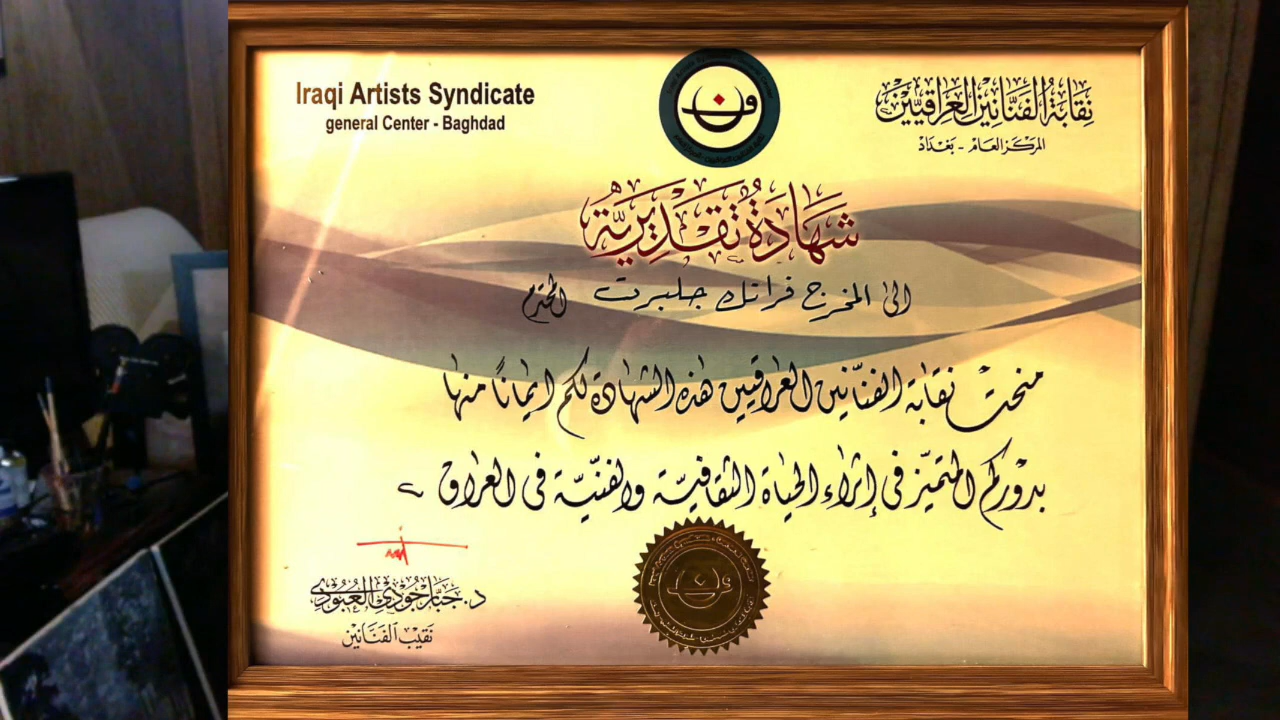 Iraqi Artists Syndicate
general Center - Baghdad
نقابة الفنانين العراقيين
المركز العام - بغداد
شهادة تقديرية
الى المخرج فرانك جلبرت المحترم
منحت نقابة الفنانين العراقيين هذه الشهادة لكم ايمانًا منها
بدوركم المتميز في إثراء الحياة الثقافية والفنية في العراق
د. جبار جودي العبودي
نقيب الفنانين